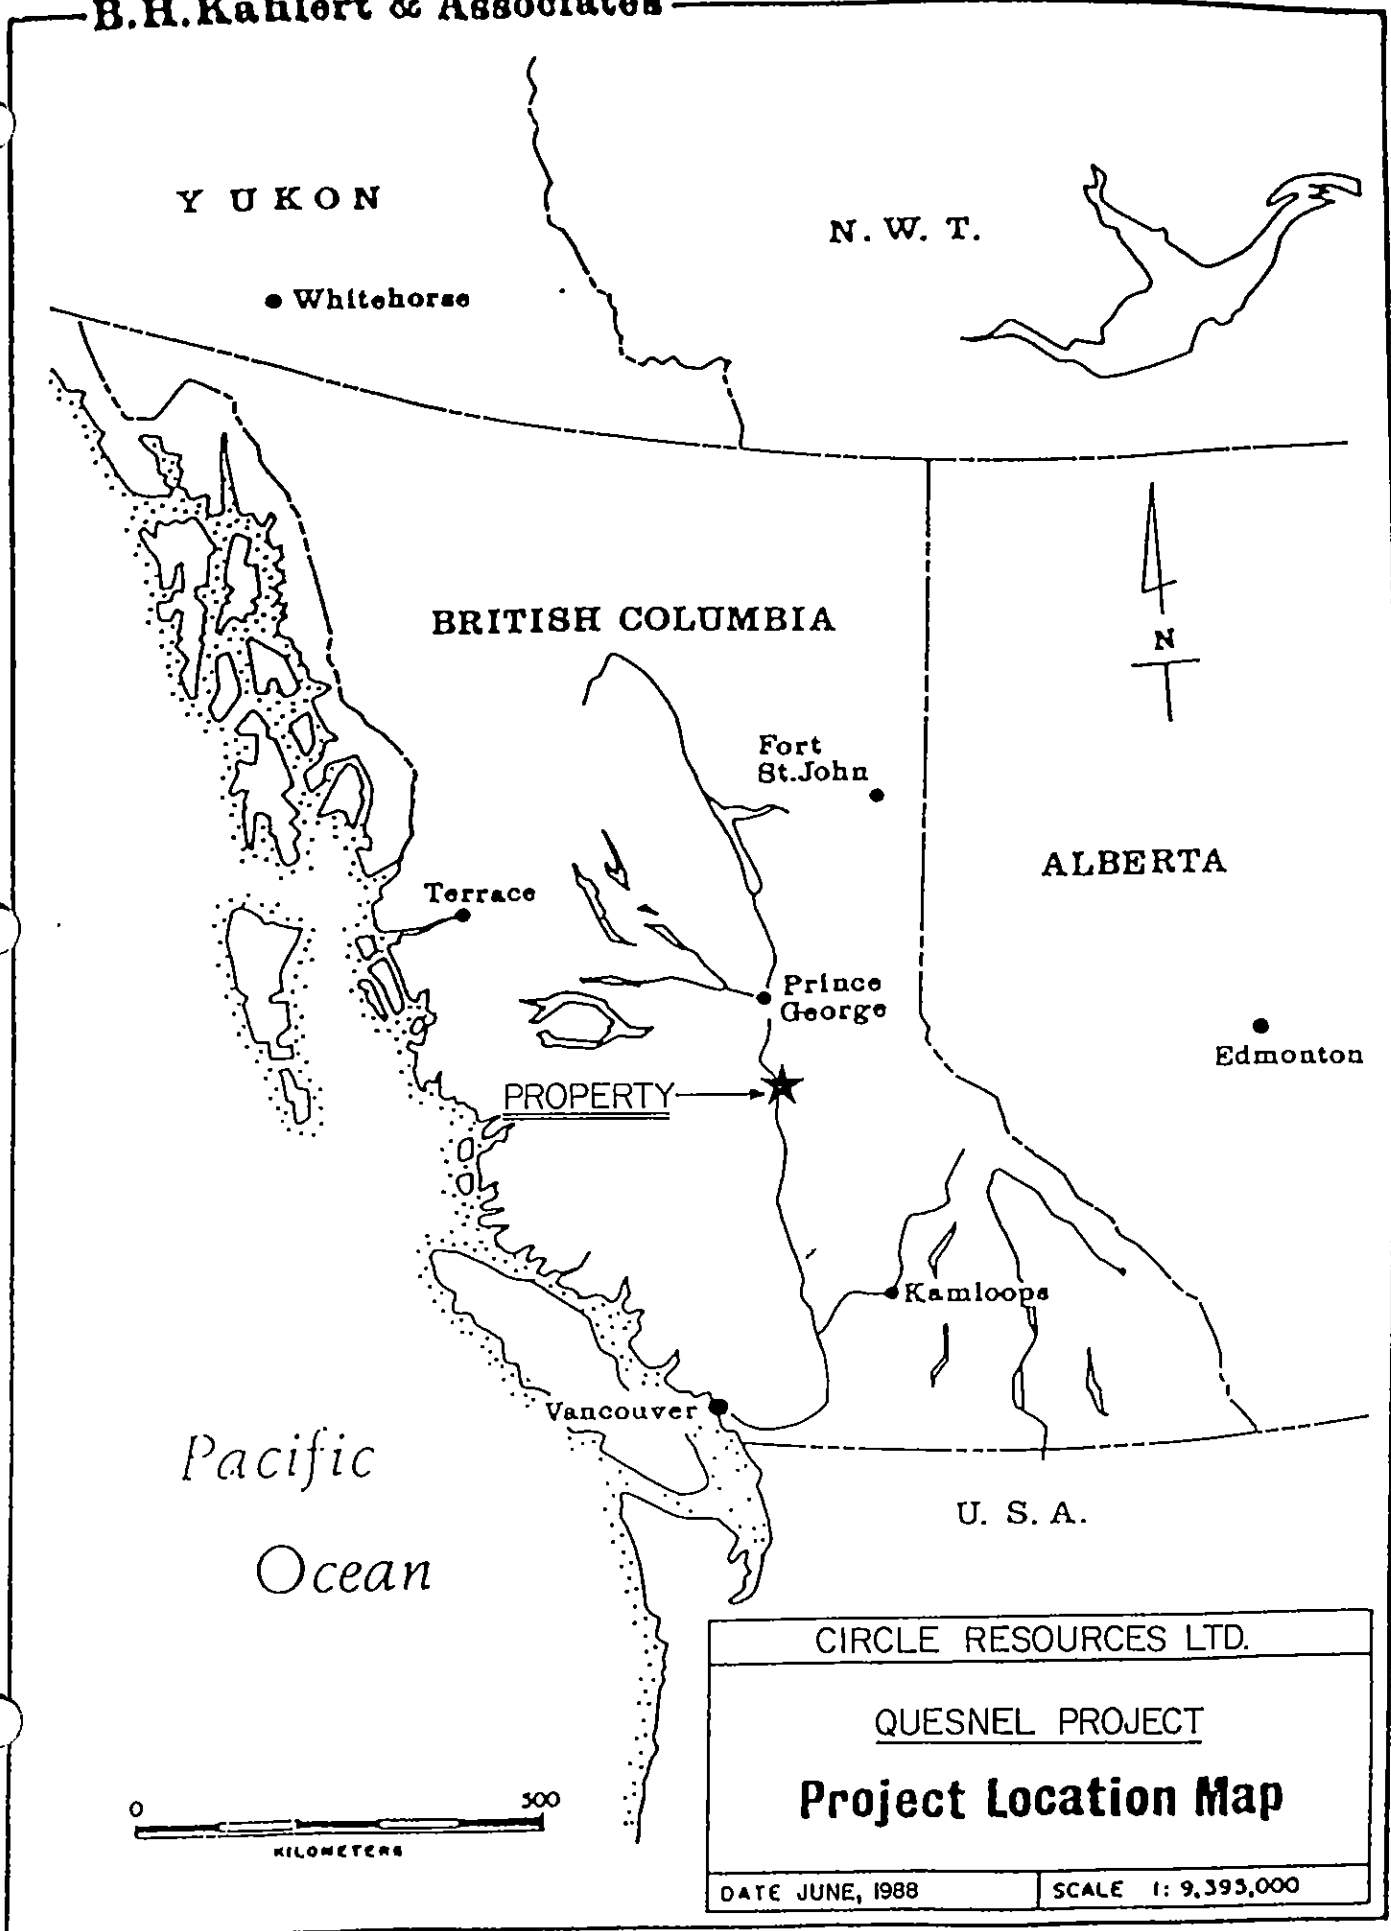 B.H.Kahlert & Associates
YUKON
N.W.T.
Whitehorse
BRITISH COLUMBIA
N
Fort
St.John
ALBERTA
Terrace
Prince
George
Edmonton
PROPERTY
Kamloops
Vancouver
Pacific
Ocean
U.S.A.
CIRCLE RESOURCES LTD.
QUESNEL PROJECT
Project Location Map
0 500
KILOMETERS
DATE JUNE, 1988
SCALE 1: 9,393,000